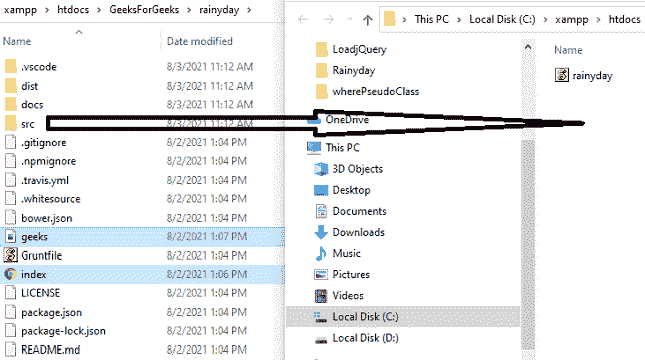 xampp › htdocs › GeeksForGeeks › rainyday ›
Name
Date modified
.vscode 8/3/2021 11:12 AM
dist 8/3/2021 11:12 AM
docs 8/3/2021 11:12 AM
src 8/3/2021 11:12 AM
.gitignore 8/2/2021 1:04 PM
.npmignore 8/2/2021 1:04 PM
.travis.yml 8/2/2021 1:04 PM
.whitesource 8/2/2021 1:04 PM
bower.json 8/2/2021 1:04 PM
geeks 8/2/2021 1:07 PM
Gruntfile 8/2/2021 1:04 PM
index 8/2/2021 1:06 PM
LICENSE 8/2/2021 1:04 PM
package.json 8/2/2021 1:04 PM
package-lock.json 8/2/2021 1:04 PM
README.md 8/2/2021 1:04 PM
› This PC › Local Disk (C:) › xampp › htdocs
LoadjQuery
Rainyday
wherePseudoClass
OneDrive
This PC
3D Objects
Desktop
Documents
Downloads
Music
Pictures
Videos
Local Disk (C:)
Local Disk (D:)
Name
rainyday